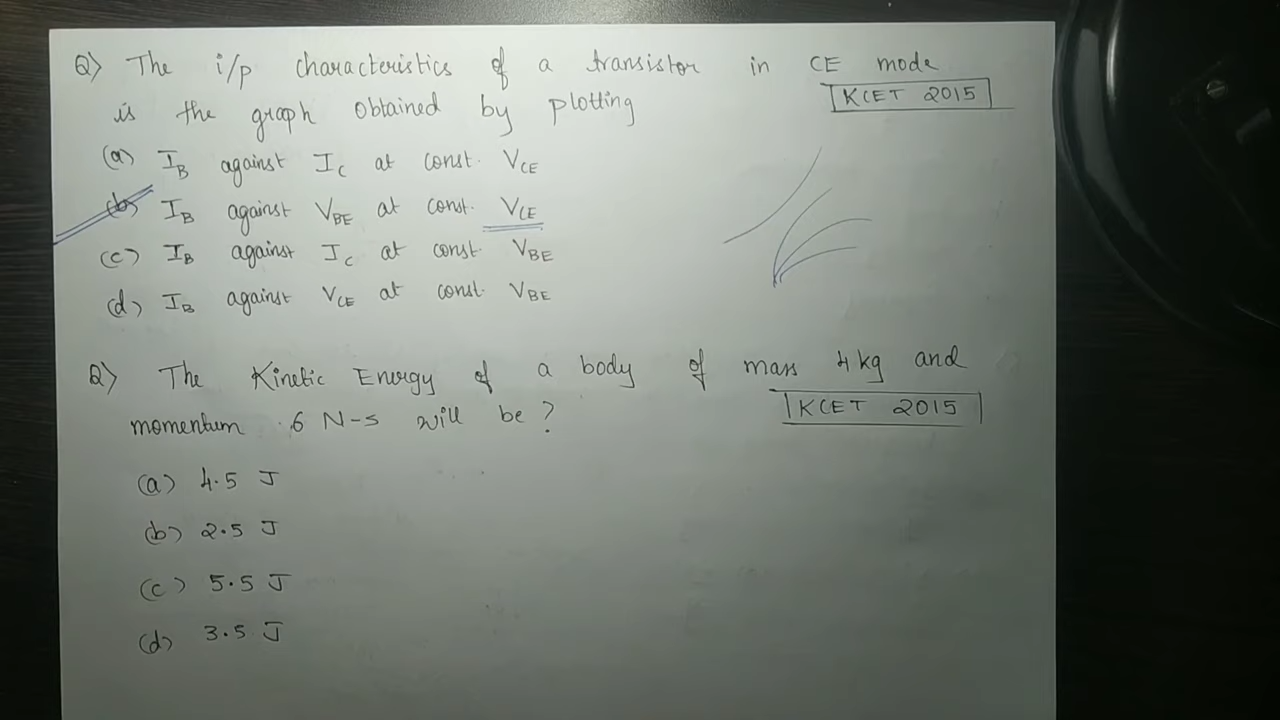 Q) The i/p characteristics of a transistor in CE mode
is the graph obtained by plotting
KCET 2015
(a) IB against IC at const. VCE
(b) IB against VBE at const. VCE
(c) IB against IC at const. VBE
(d) IB against VCE at const. VBE
Q) The Kinetic Energy of a body of mass 4 kg and
momentum 6 N-s will be?
KCET 2015
(a) 4.5 J
(b) 2.5 J
(c) 5.5 J
(d) 3.5 J